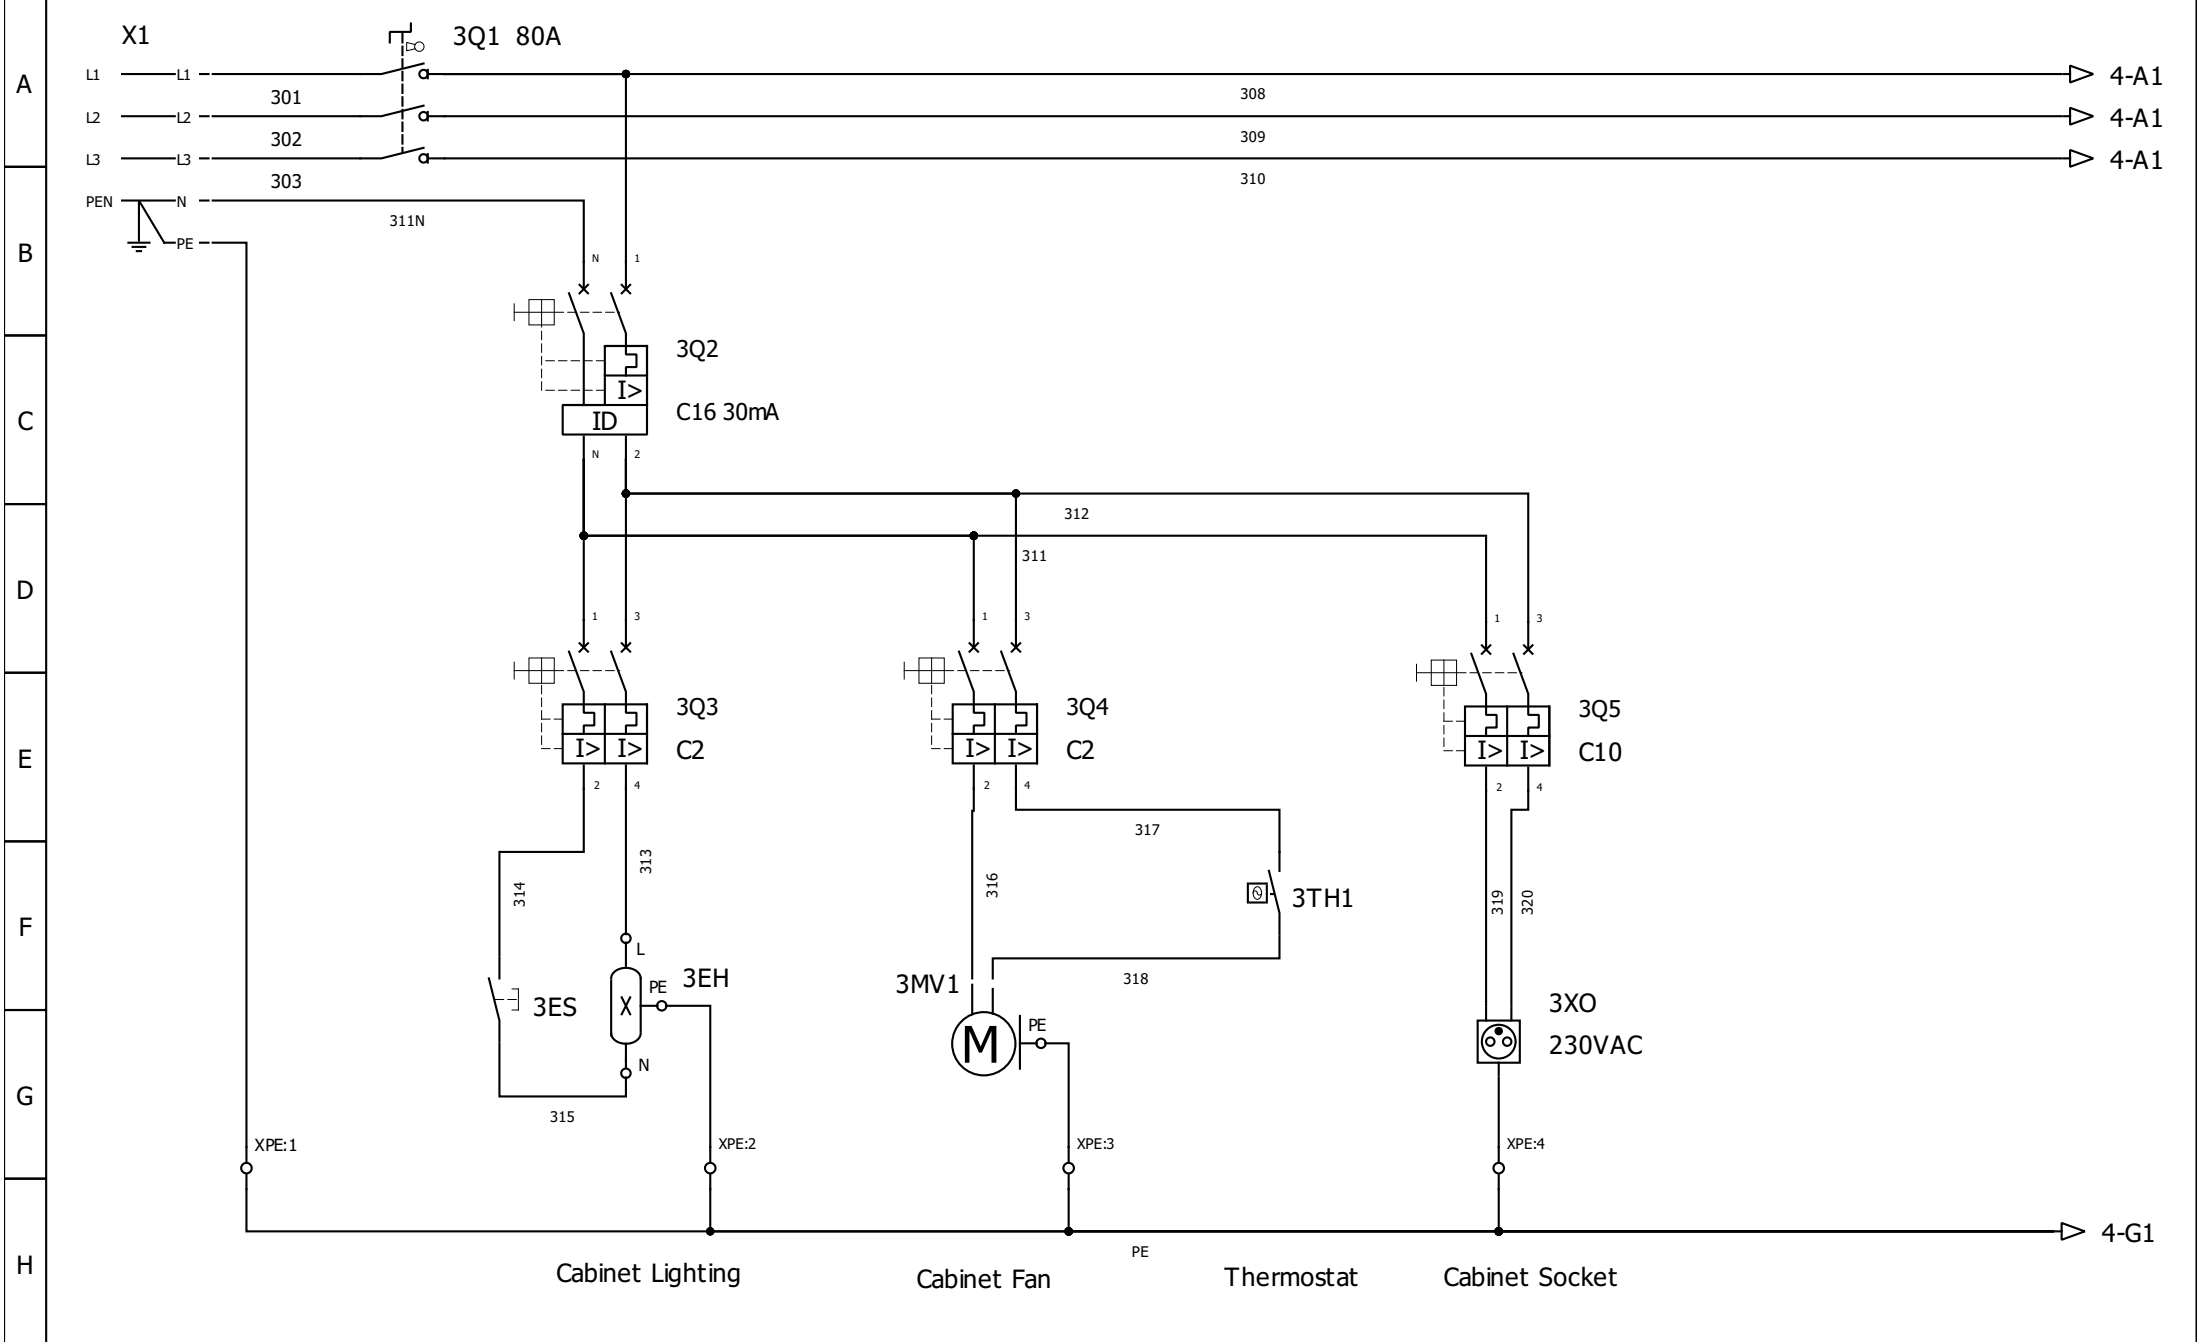 X1
3Q1 80A
A
L1
L1
4-A1
301
308
L2
L2
4-A1
302
309
L3
L3
4-A1
303
310
PEN
N
311N
PE
B
N
1
3Q2
I>
C16 30mA
C
ID
N
2
312
311
D
1
3
1
3
1
3
3Q3
3Q4
3Q5
E
I>
I>
C2
I>
I>
C2
I>
I>
C10
2
4
2
4
2
4
317
313
314
316
319
320
3TH1
F
L
3EH
PE
3MV1
318
3ES
X
3XO
PE
M
230VAC
N
G
315
XPE:1
XPE:2
XPE:3
XPE:4
4-G1
PE
H
Cabinet Lighting
Cabinet Fan
Thermostat
Cabinet Socket